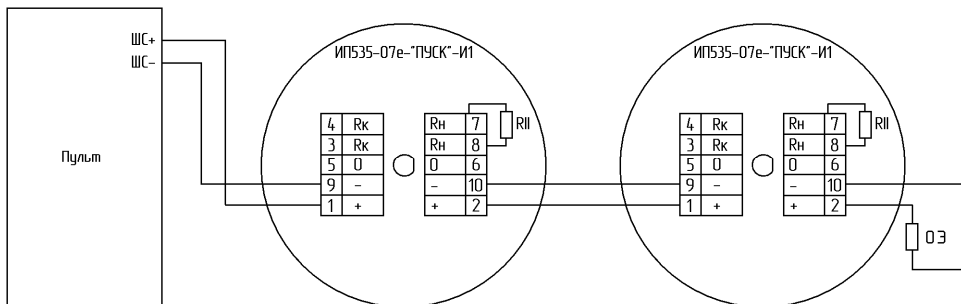 ШС+
ШС-
Пульт
ИП535-07е-"ПУСК"-И1
4 Rк
3 Rк
5 0
9 -
1 +
Rн 7
Rн 8
0 6
- 10
+ 2
RII
ИП535-07е-"ПУСК"-И1
4 Rк
3 Rк
5 0
9 -
1 +
Rн 7
Rн 8
0 6
- 10
+ 2
RII
ОЭ